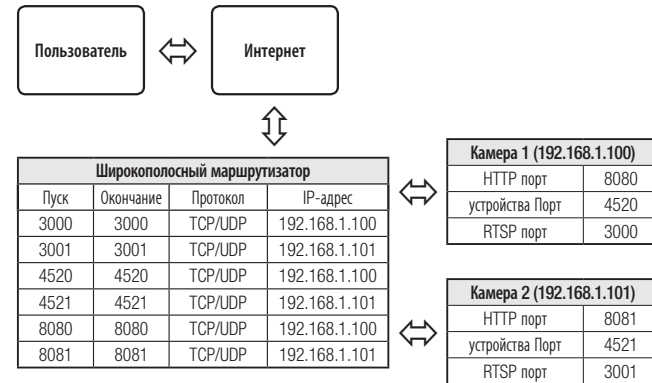 Пользователь
Интернет
Широкополосный маршрутизатор
Пуск Окончание Протокол IP-адрес
3000 3000 TCP/UDP 192.168.1.100
3001 3001 TCP/UDP 192.168.1.101
4520 4520 TCP/UDP 192.168.1.100
4521 4521 TCP/UDP 192.168.1.101
8080 8080 TCP/UDP 192.168.1.100
8081 8081 TCP/UDP 192.168.1.101
Камера 1 (192.168.1.100)
HTTP порт 8080
устройства Порт 4520
RTSP порт 3000
Камера 2 (192.168.1.101)
HTTP порт 8081
устройства Порт 4521
RTSP порт 3001